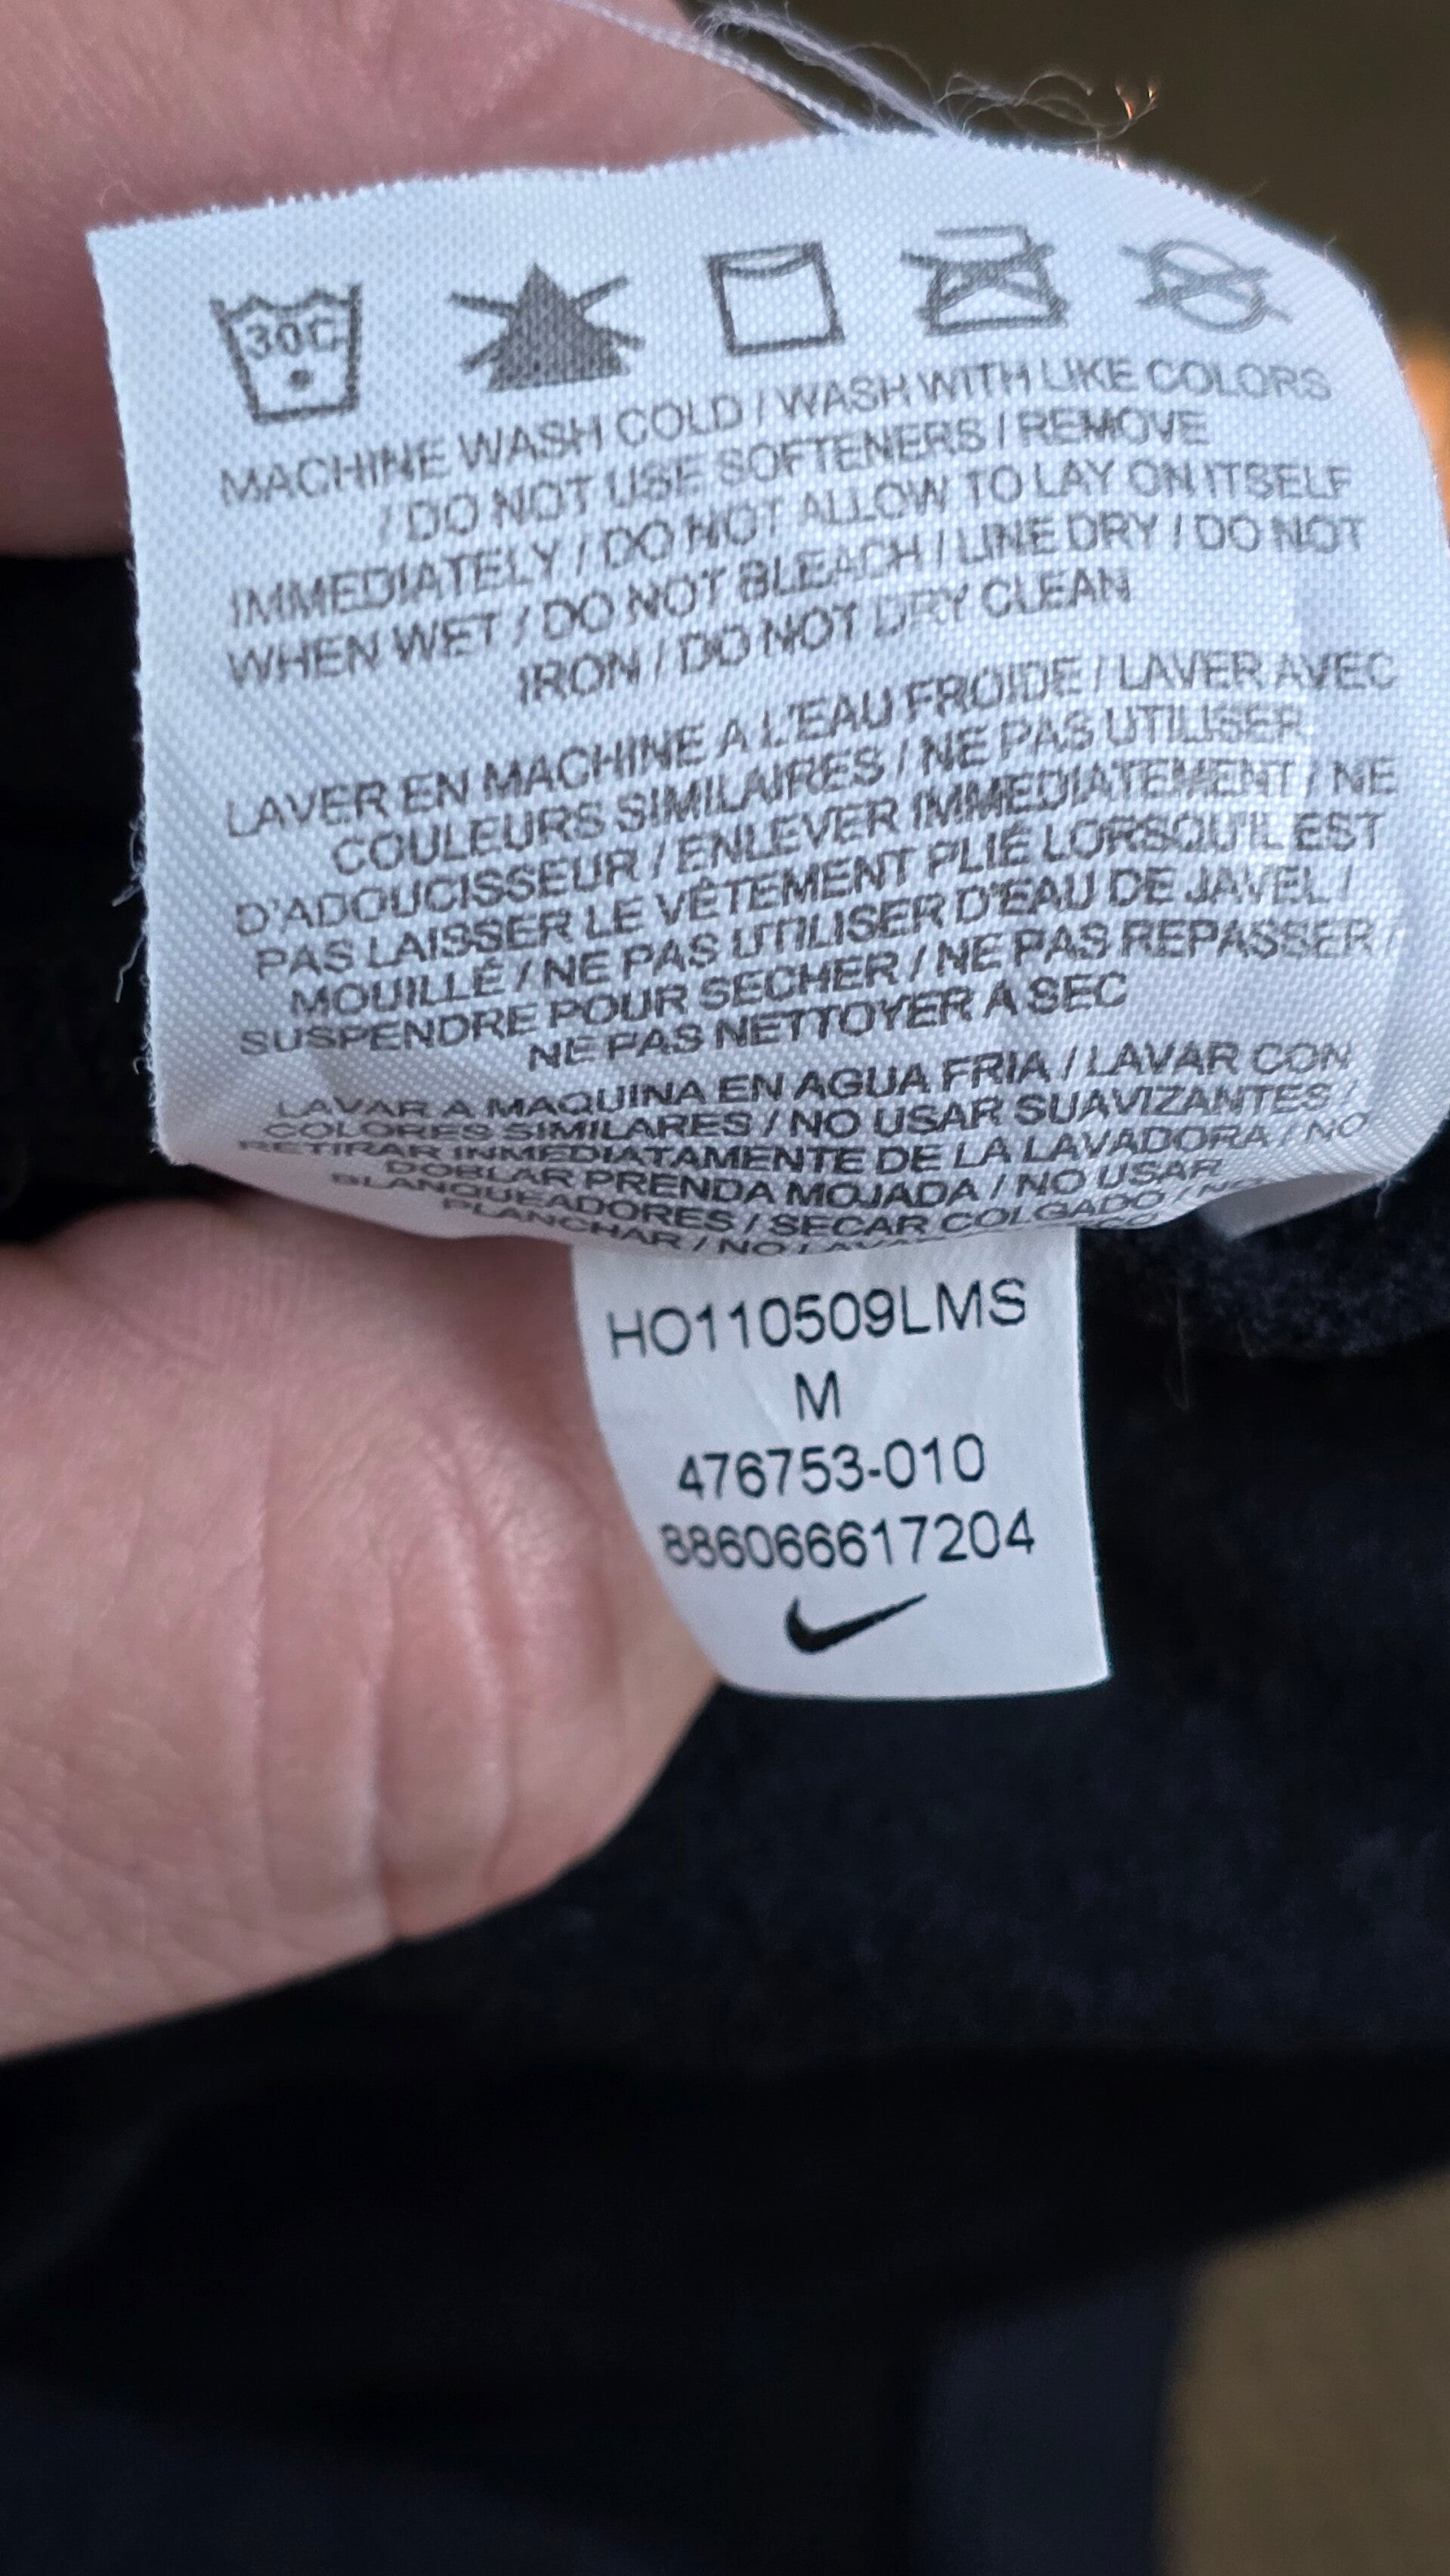 30C
MACHINE WASH COLD / WASH WITH LIKE COLORS
/ DO NOT USE SOFTENERS / REMOVE
IMMEDIATELY / DO NOT ALLOW TO LAY ON ITSELF
WHEN WET / DO NOT BLEACH / LINE DRY / DO NOT
IRON / DO NOT DRY CLEAN
LAVER EN MACHINE A L'EAU FROIDE / LAVER AVEC
COULEURS SIMILAIRES / NE PAS UTILISER
D'ADOUCISSEUR / ENLEVER IMMEDIATEMENT / NE
PAS LAISSER LE VÊTEMENT PLIÉ LORSQU'IL EST
MOUILLÉ / NE PAS UTILISER D'EAU DE JAVEL /
SUSPENDRE POUR SECHER / NE PAS REPASSER /
NE PAS NETTOYER A SEC
LAVAR A MAQUINA EN AGUA FRIA / LAVAR CON
COLORES SIMILARES / NO USAR SUAVIZANTES /
RETIRAR INMEDIATAMENTE DE LA LAVADORA / NO
DOBLAR PRENDA MOJADA / NO USAR
BLANQUEADORES / SECAR COLGADO / NO
PLANCHAR / NO
HO110509LMS
M
476753-010
886066617204